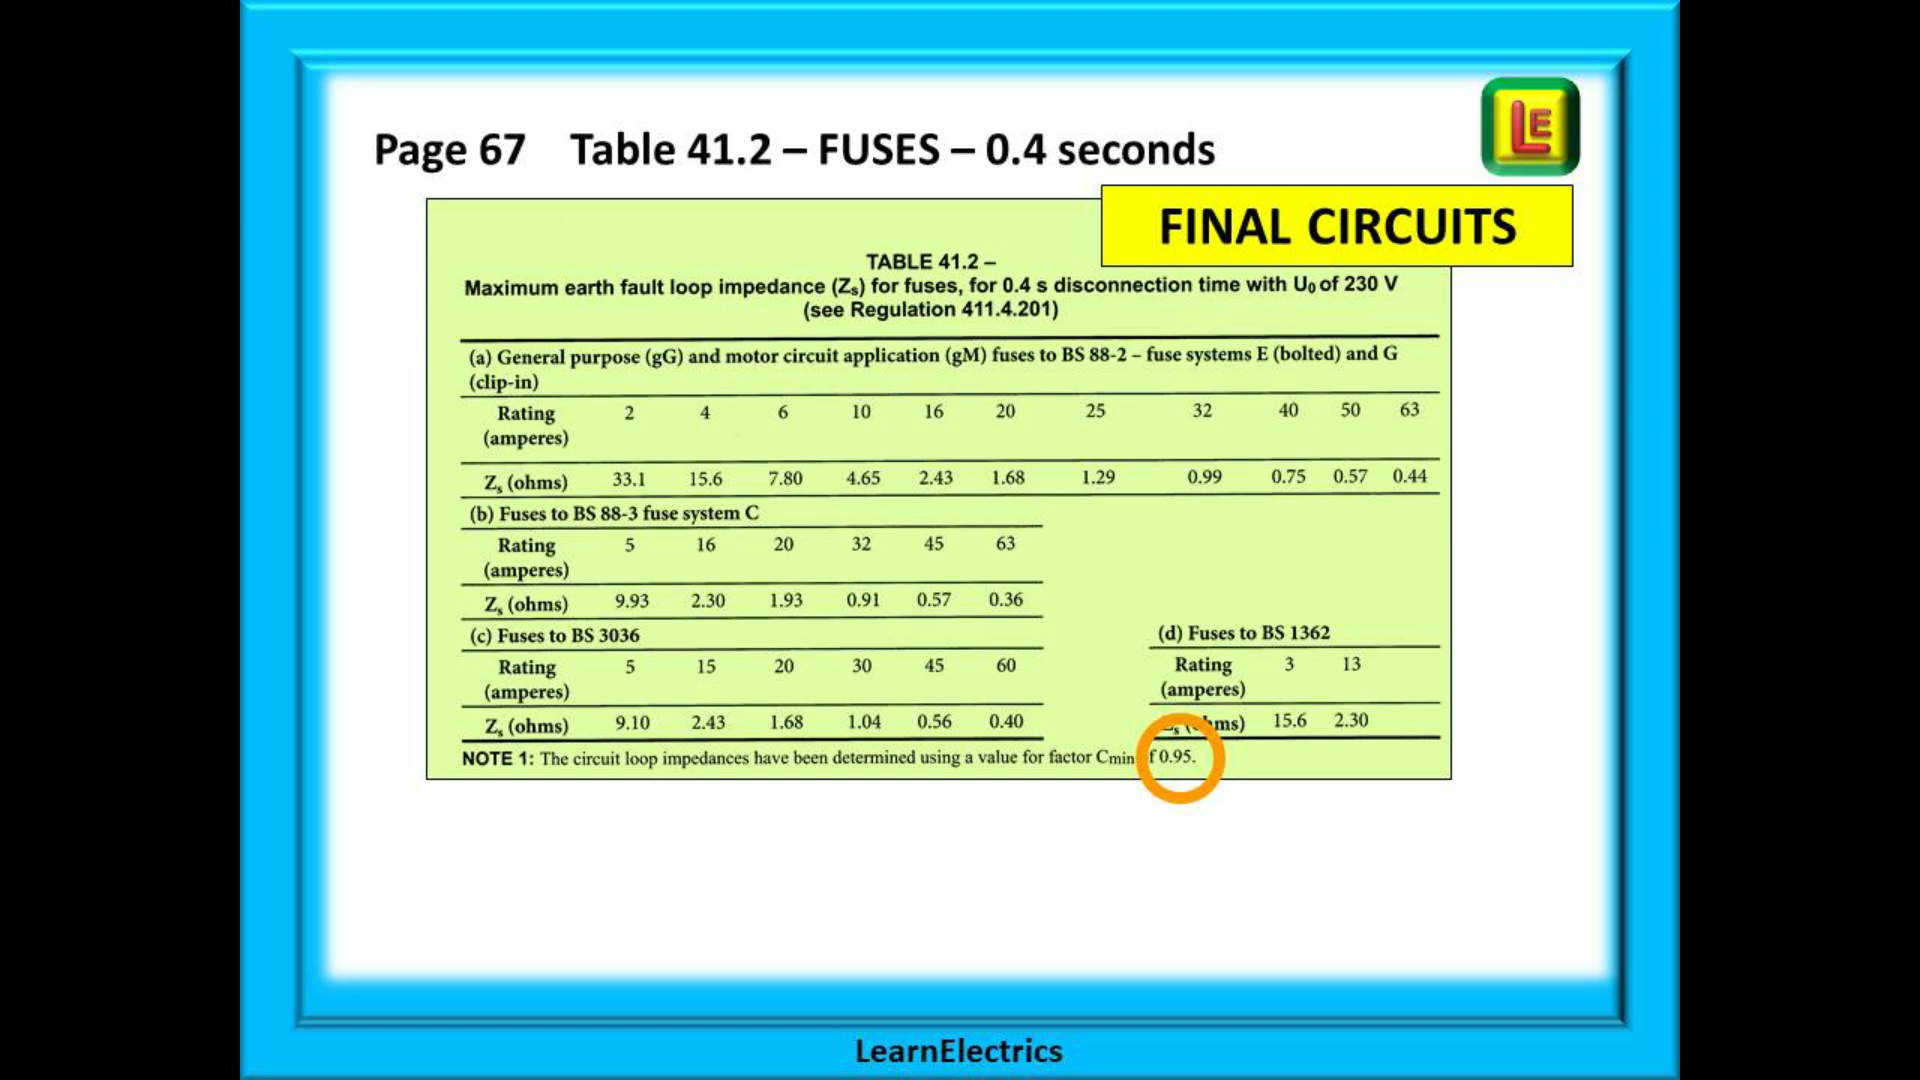 Page 67 Table 41.2 – FUSES – 0.4 seconds
LE
FINAL CIRCUITS
TABLE 41.2 –
Maximum earth fault loop impedance (Zs) for fuses, for 0.4 s disconnection time with U0 of 230 V
(see Regulation 411.4.201)
(a) General purpose (gG) and motor circuit application (gM) fuses to BS 88-2 – fuse systems E (bolted) and G
(clip-in)
Rating 2 4 6 10 16 20 25 32 40 50 63
(amperes)
Zs (ohms) 33.1 15.6 7.80 4.65 2.43 1.68 1.29 0.99 0.75 0.57 0.44
(b) Fuses to BS 88-3 fuse system C
Rating 5 16 20 32 45 63
(amperes)
Zs (ohms) 9.93 2.30 1.93 0.91 0.57 0.36
(c) Fuses to BS 3036
Rating 5 15 20 30 45 60
(amperes)
Zs (ohms) 9.10 2.43 1.68 1.04 0.56 0.40
(d) Fuses to BS 1362
Rating 3 13
(amperes)
Zs (ohms) 15.6 2.30
NOTE 1: The circuit loop impedances have been determined using a value for factor Cmin of 0.95.
LearnElectrics